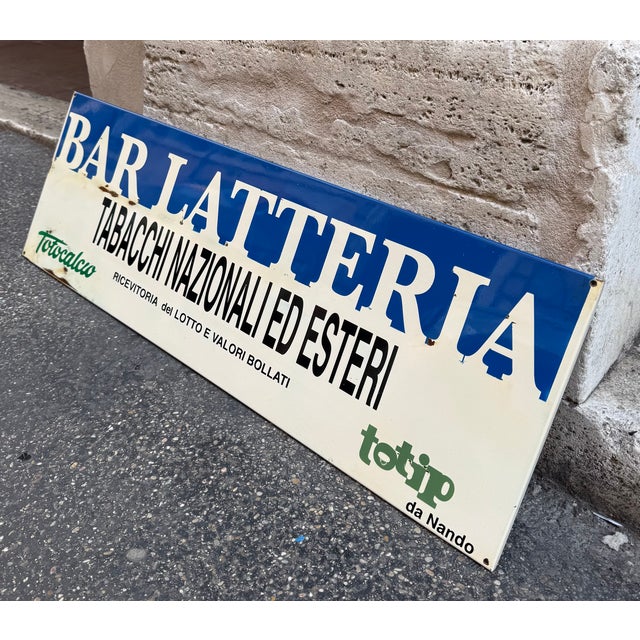 BAR LATTERIA
TABACCHI NAZIONALI ED ESTERI
Totocalcio
RICEVITORIA del LOTTO E VALORI BOLLATI
totip
da Nando